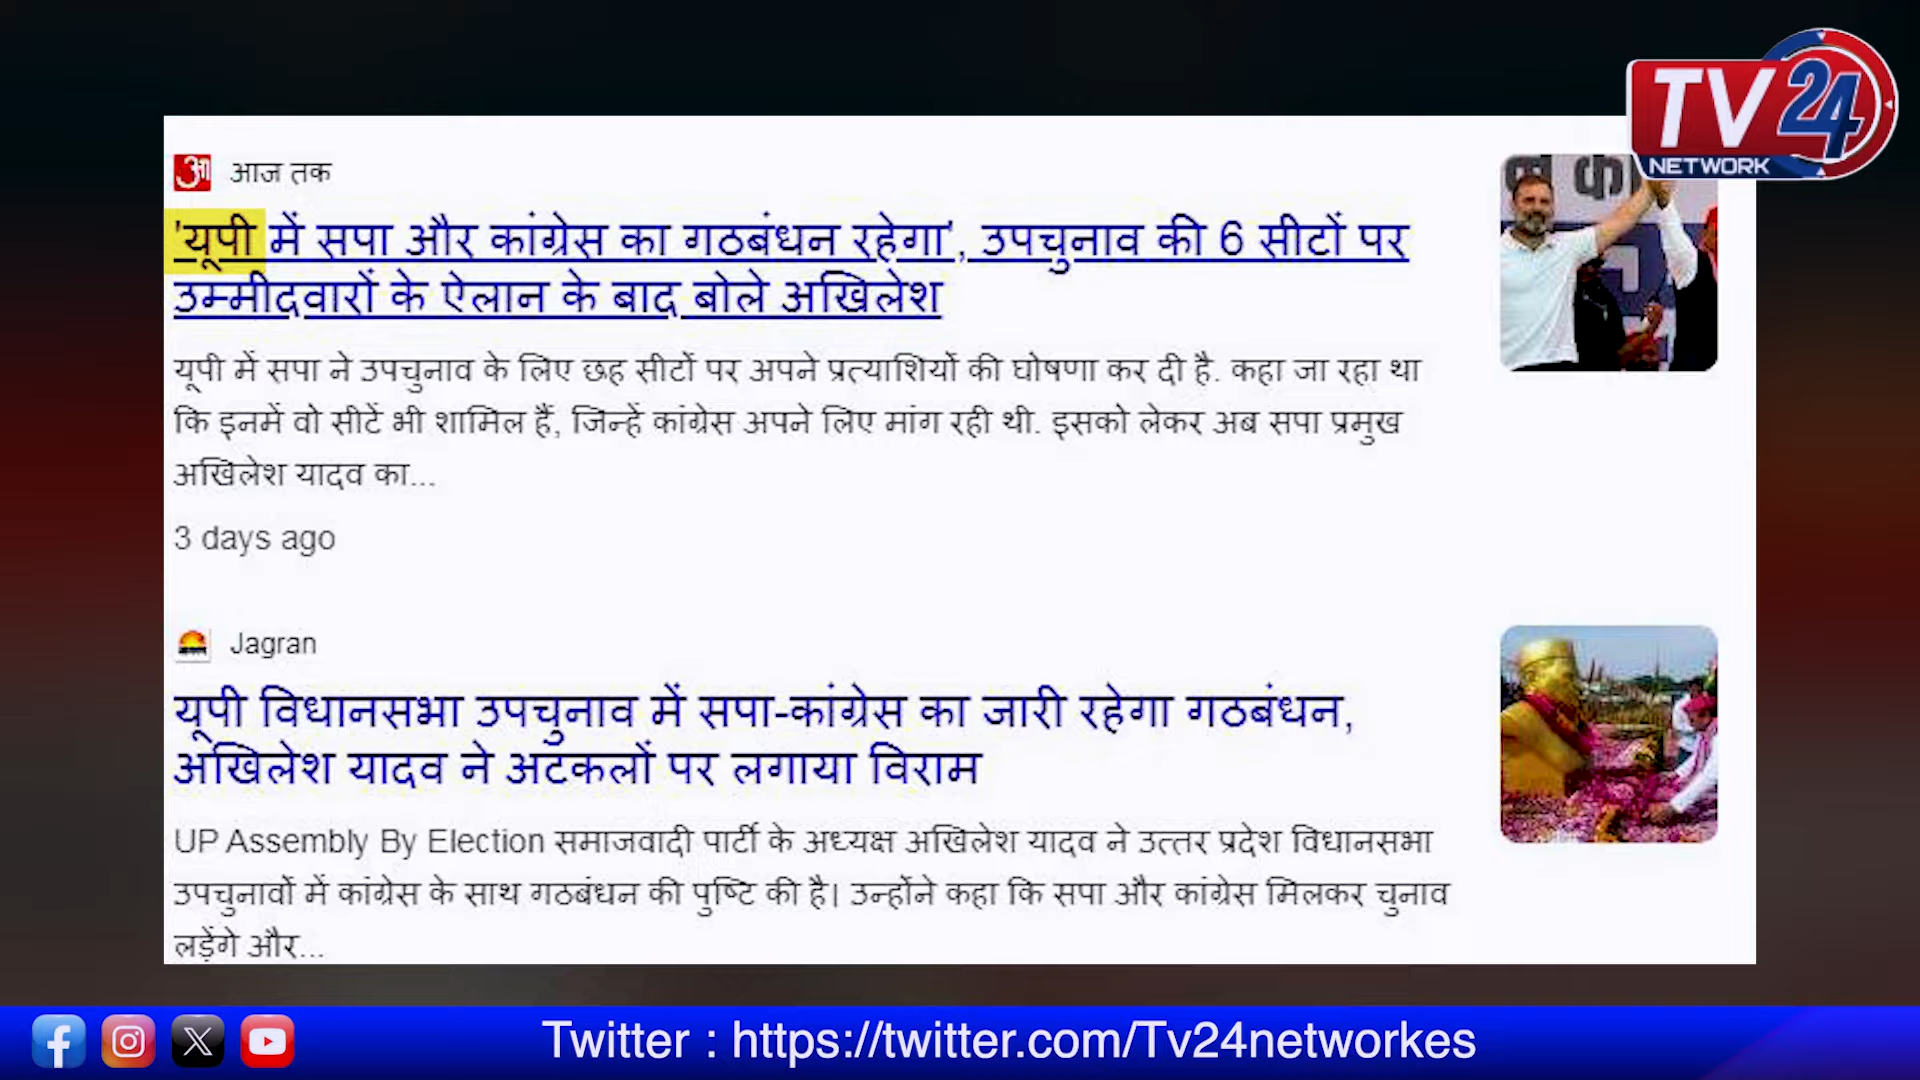 TV 24
NETWORK
आज तक
'यूपी में सपा और कांग्रेस का गठबंधन रहेगा', उपचुनाव की 6 सीटों पर
उम्मीदवारों के ऐलान के बाद बोले अखिलेश
यूपी में सपा ने उपचुनाव के लिए छह सीटों पर अपने प्रत्याशियों की घोषणा कर दी है. कहा जा रहा था
कि इनमें वो सीटें भी शामिल हैं, जिन्हें कांग्रेस अपने लिए मांग रही थी. इसको लेकर अब सपा प्रमुख
अखिलेश यादव का...
3 days ago
Jagran
यूपी विधानसभा उपचुनाव में सपा-कांग्रेस का जारी रहेगा गठबंधन,
अखिलेश यादव ने अटकलों पर लगाया विराम
UP Assembly By Election समाजवादी पार्टी के अध्यक्ष अखिलेश यादव ने उत्तर प्रदेश विधानसभा
उपचुनावों में कांग्रेस के साथ गठबंधन की पुष्टि की है। उन्होंने कहा कि सपा और कांग्रेस मिलकर चुनाव
लड़ेंगे और...
Twitter : https://twitter.com/Tv24networkes